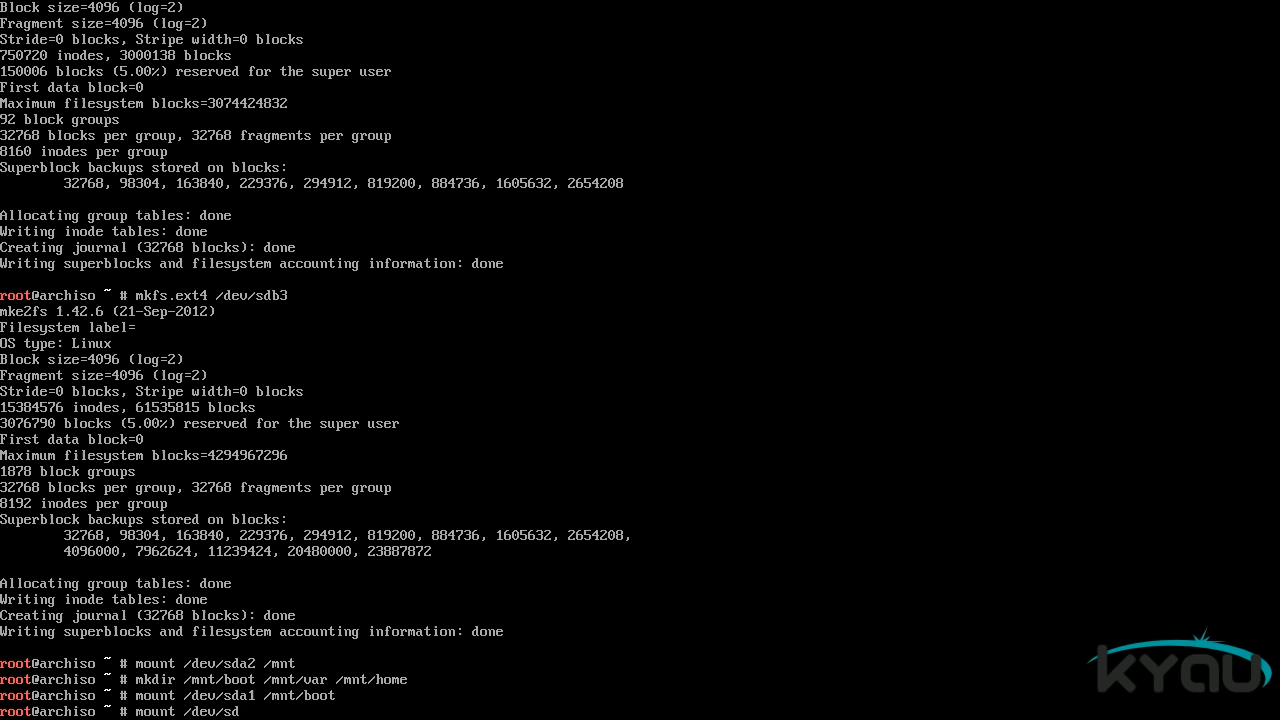 Block size=4096 (log=2)
Fragment size=4096 (log=2)
Stride=0 blocks, Stripe width=0 blocks
750720 inodes, 3000138 blocks
150006 blocks (5.00%) reserved for the super user
First data block=0
Maximum filesystem blocks=3074424832
92 block groups
32768 blocks per group, 32768 fragments per group
8160 inodes per group
Superblock backups stored on blocks:
        32768, 98304, 163840, 229376, 294912, 819200, 884736, 1605632, 2654208

Allocating group tables: done
Writing inode tables: done
Creating journal (32768 blocks): done
Writing superblocks and filesystem accounting information: done

root@archiso ~ # mkfs.ext4 /dev/sdb3
mke2fs 1.42.6 (21-Sep-2012)
Filesystem label=
OS type: Linux
Block size=4096 (log=2)
Fragment size=4096 (log=2)
Stride=0 blocks, Stripe width=0 blocks
15384576 inodes, 61535815 blocks
3076790 blocks (5.00%) reserved for the super user
First data block=0
Maximum filesystem blocks=4294967296
1878 block groups
32768 blocks per group, 32768 fragments per group
8192 inodes per group
Superblock backups stored on blocks:
        32768, 98304, 163840, 229376, 294912, 819200, 884736, 1605632, 2654208,
        4096000, 7962624, 11239424, 20480000, 23887872

Allocating group tables: done
Writing inode tables: done
Creating journal (32768 blocks): done
Writing superblocks and filesystem accounting information: done

root@archiso ~ # mount /dev/sda2 /mnt
root@archiso ~ # mkdir /mnt/boot /mnt/var /mnt/home
root@archiso ~ # mount /dev/sda1 /mnt/boot
root@archiso ~ # mount /dev/sd
kyau